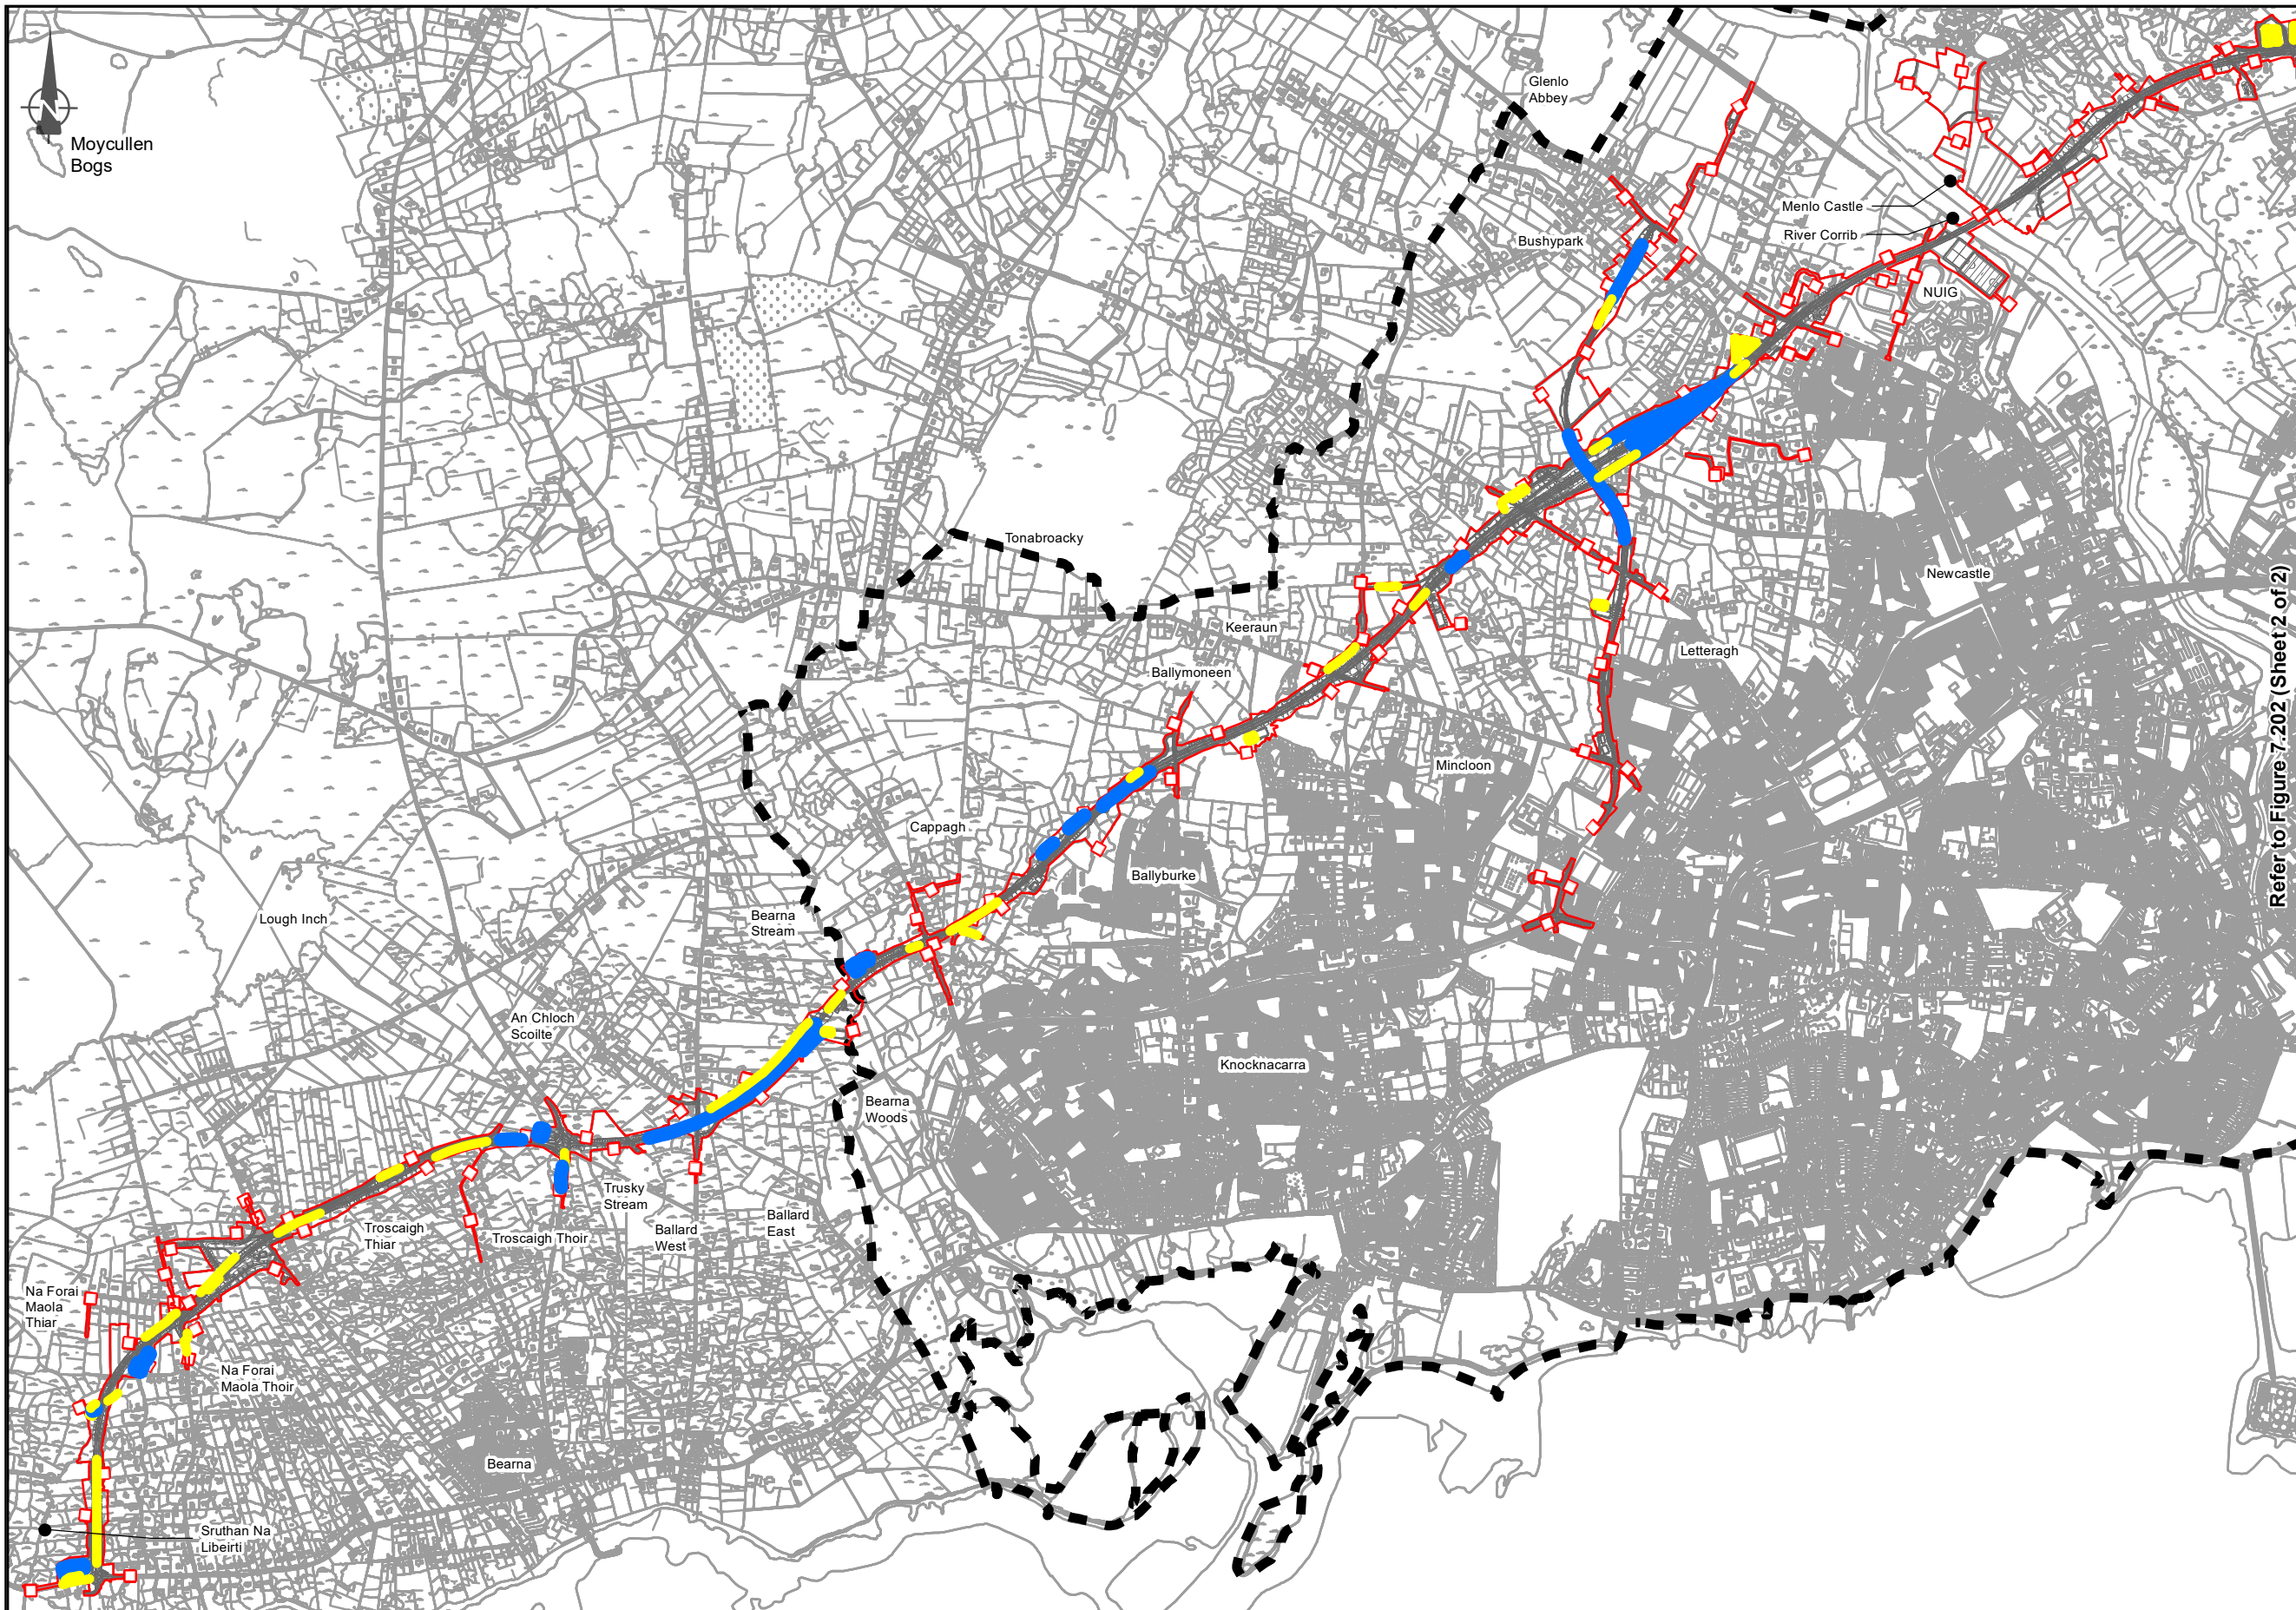 N
Moycullen
Bogs
Glenlo
Abbey
Menlo Castle
River Corrib
Bushypark
NUIG
Tonabroacky
Newcastle
Keeraun
Letteragh
Ballymoneen
Mincloon
Cappagh
Ballyburke
Lough Inch
Bearna
Stream
An Chloch
Scoilte
Knocknacarra
Bearna
Woods
Trusky
Stream
Ballard
East
Ballard
West
Troscaigh
Thiar
Troscaigh Thoir
Na Forai
Maola
Thiar
Na Forai
Maola Thoir
Bearna
Sruthan Na
Libeirti
Refer to Figure 7.202 (Sheet 2 of 2)